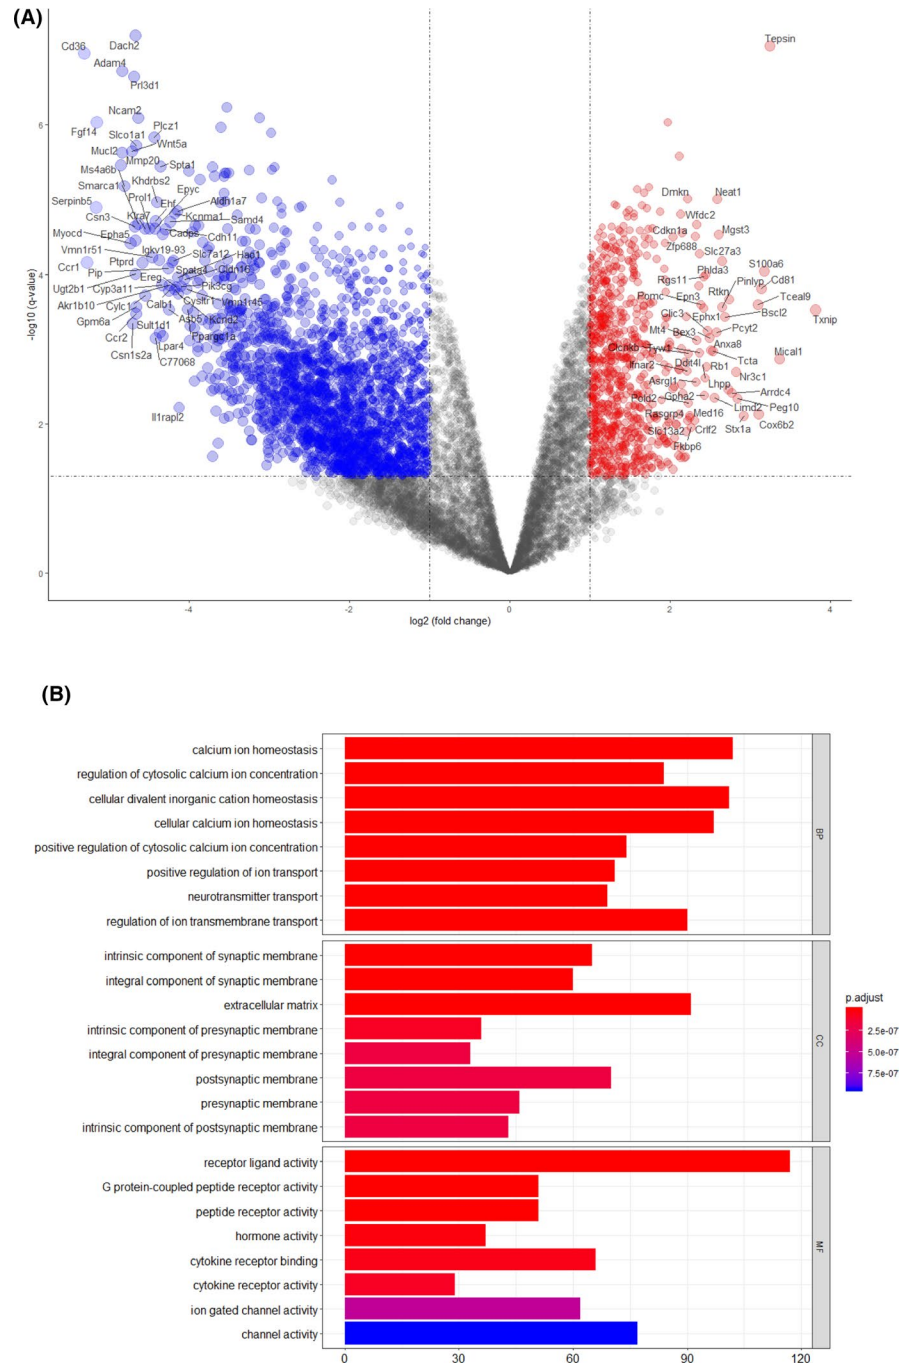 (A)
Cd36
Dach2
Tepsin
Adam4
Prl3d1
Ncam2
Plcz1
Fgf14
Slco1a1
Wnt5a
Mucl2
Mmp20
Spta1
Ms4a6b
Khdrbs2
Smarca1
Epyc
Prol1
Ehf
Aldh1a7
Serpinb5
Csn3
Klra7
Kcnma1
Samd4
Myocd
Epha5
Cadps
Cdh11
Vmn1r51
Igkv19-93
Slc7a12
Hao1
Ccr1
Ptprd
Pip
Spata4
Cldn16
Ereg
Ugt2b1
Cyp3a11
Pik3cg
Akr1b10
Cylc1
Calb1
Cysltr1
Vmn1r45
Gpm6a
Sult1d1
Asb5
Kcnd2
Ccr2
Lpar4
Ppargc1a
Csn1s2a
C77068
Il1rapl2
Dmkn
Neat1
Wfdc2
Cdkn1a
Mgst3
Zfp688
Slc27a3
Phlda3
S100a6
Rgs11
Rtkn
Pinlyp
Cd81
Pomc
Epn3
Tceal9
Clic3
Ephx1
Bscl2
Txnip
Mt4
Bex3
Pcyt2
Clcnkb
Tyw1
Anxa8
Mical1
Ifnar2
Ddit4l
Rb1
Tcta
Asrgl1
Lhpp
Nr3c1
Pold2
Gpha2
Arrdc4
Rasgrp4
Med16
Limd2
Peg10
Slc13a2
Crlf2
Stx1a
Cox6b2
Fkbp6
-log10 (q-value)
6
4
2
0
-4
-2
0
2
4
log2 (fold change)
(B)
calcium ion homeostasis
regulation of cytosolic calcium ion concentration
cellular divalent inorganic cation homeostasis
cellular calcium ion homeostasis
positive regulation of cytosolic calcium ion concentration
positive regulation of ion transport
neurotransmitter transport
regulation of ion transmembrane transport
BP
intrinsic component of synaptic membrane
integral component of synaptic membrane
extracellular matrix
intrinsic component of presynaptic membrane
integral component of presynaptic membrane
postsynaptic membrane
presynaptic membrane
intrinsic component of postsynaptic membrane
CC
receptor ligand activity
G protein-coupled peptide receptor activity
peptide receptor activity
hormone activity
cytokine receptor binding
cytokine receptor activity
ion gated channel activity
channel activity
MF
0
30
60
90
120
p.adjust
2.5e-07
5.0e-07
7.5e-07